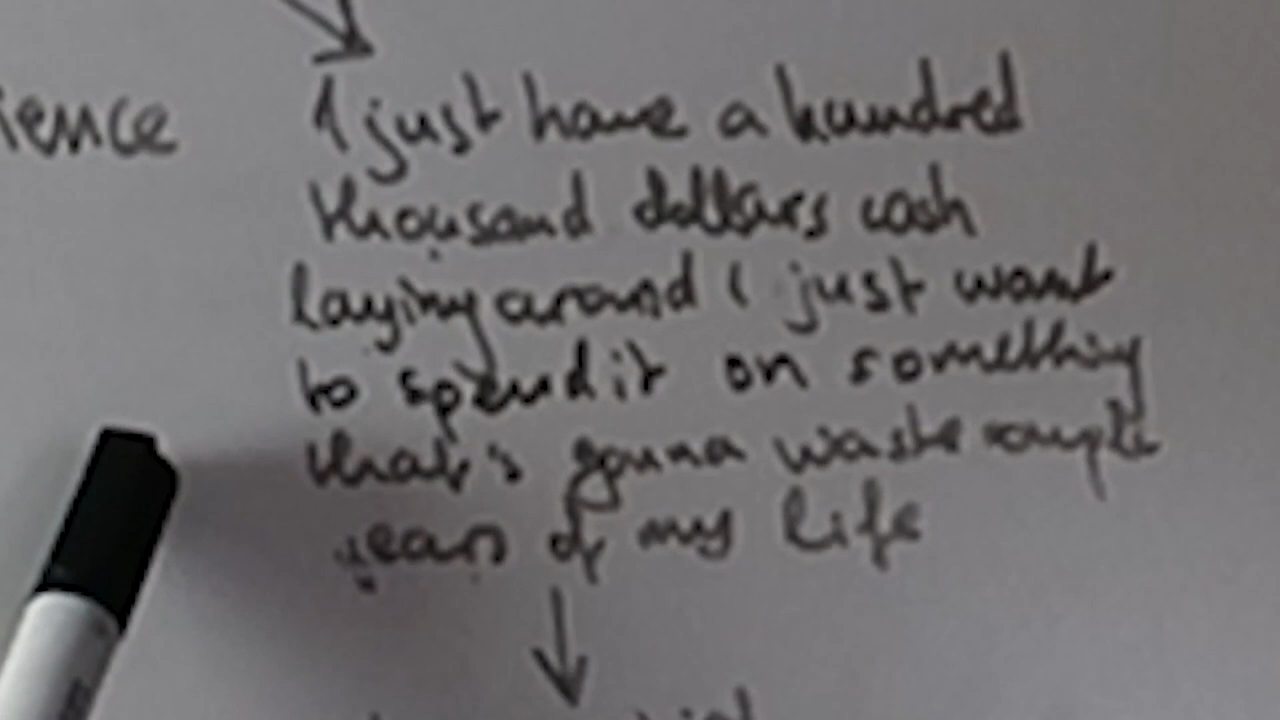 ience
I just have a hundred
thousand dollars cash
laying around I just want
to spend it on something
that's gonna waste couple
years of my life